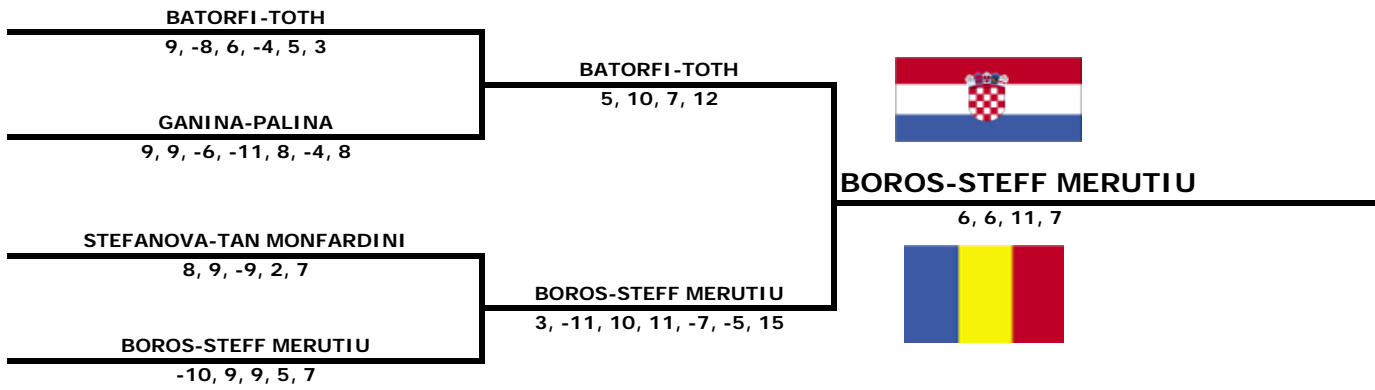 BATORFI-TOTH
9, -8, 6, -4, 5, 3
GANINA-PALINA
9, 9, -6, -11, 8, -4, 8
STEFANOVA-TAN MONFARDINI
8, 9, -9, 2, 7
BOROS-STEFF MERUTIU
-10, 9, 9, 5, 7
BATORFI-TOTH
5, 10, 7, 12
BOROS-STEFF MERUTIU
3, -11, 10, 11, -7, -5, 15
BOROS-STEFF MERUTIU
6, 6, 11, 7